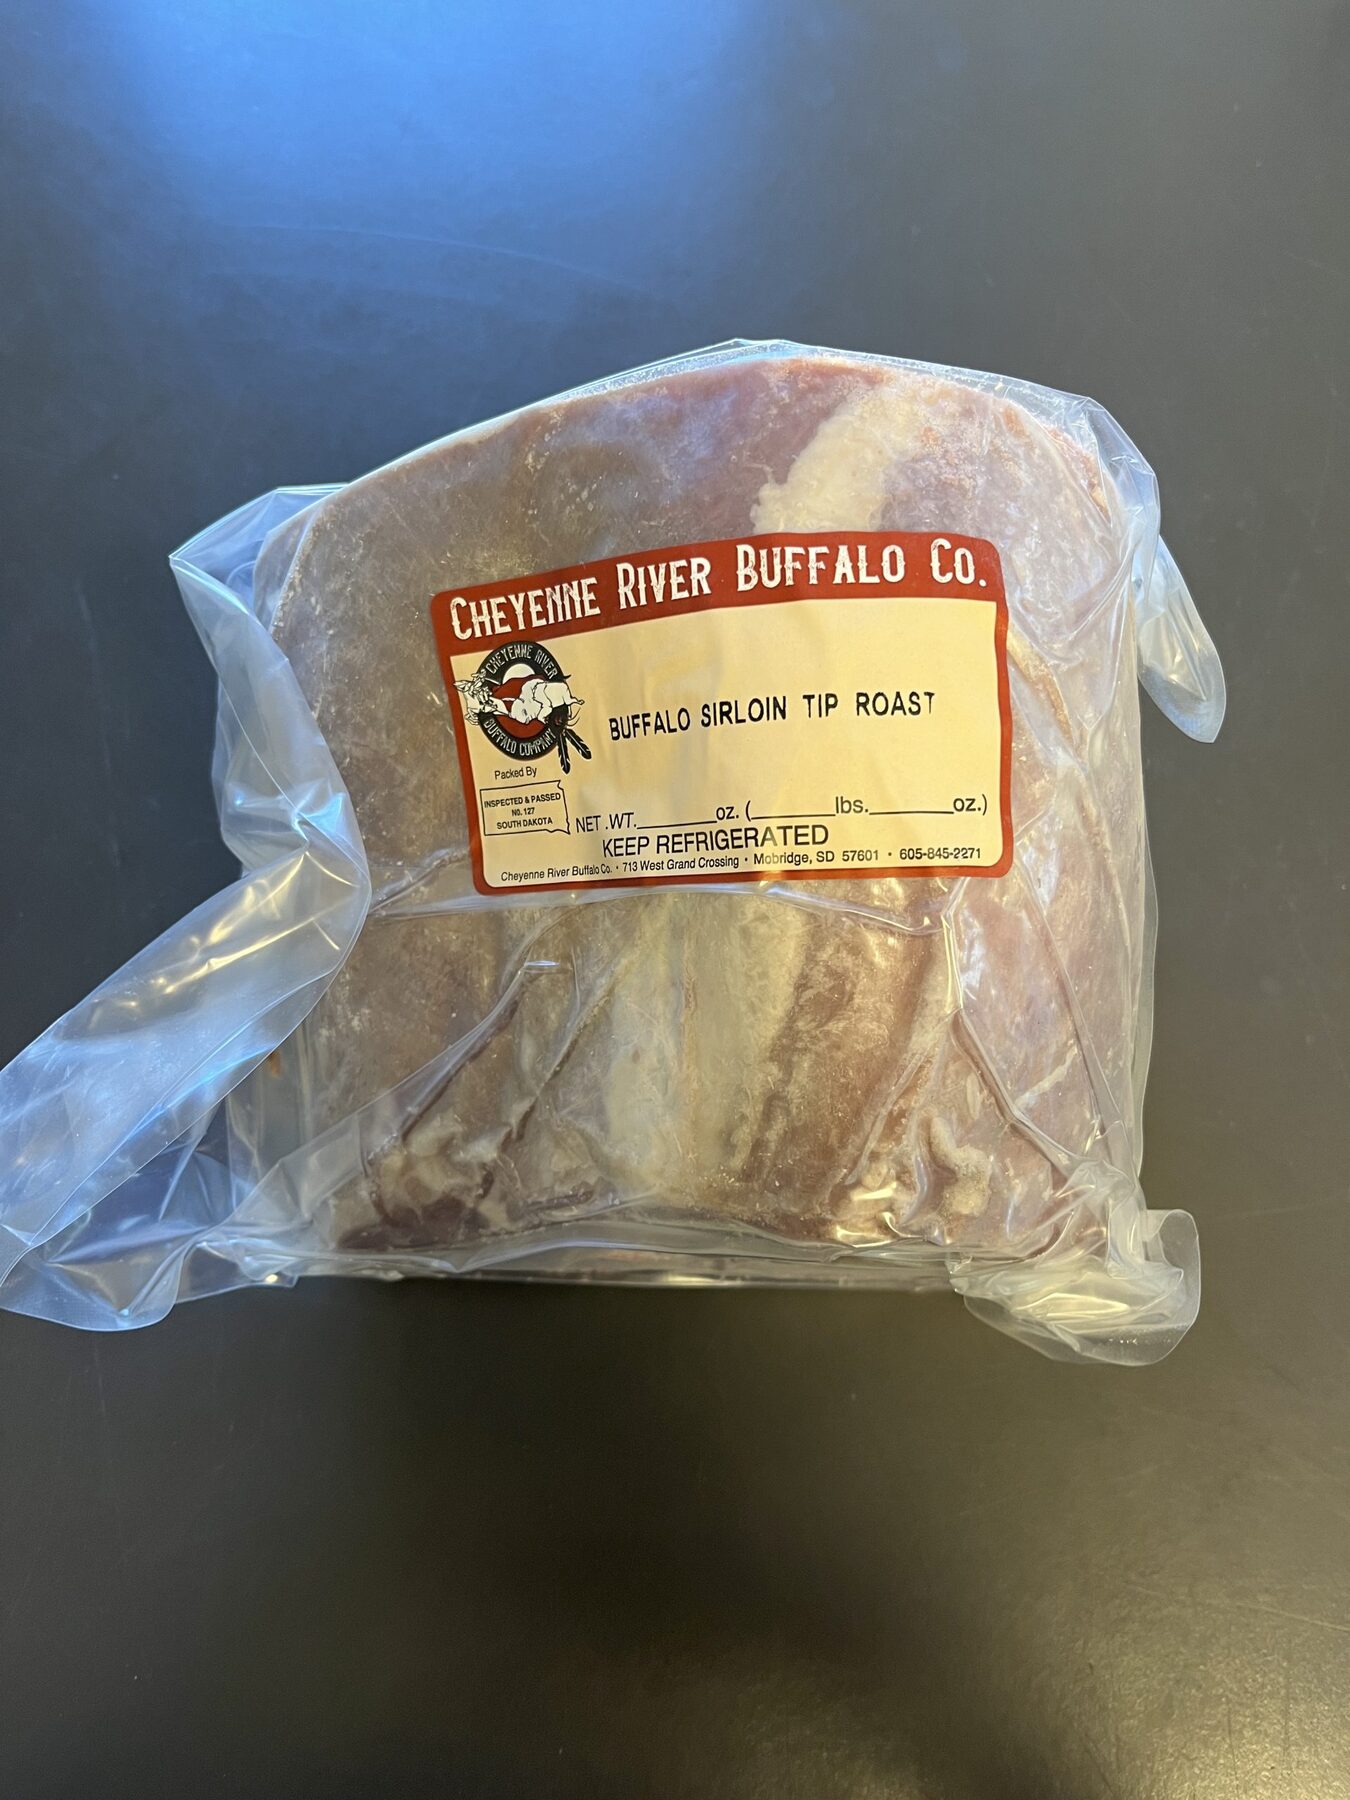 CHEYENNE RIVER BUFFALO CO.
CHEYENNE RIVER
BUFFALO COMPANY
BUFFALO SIRLOIN TIP ROAST
Packed By
INSPECTED & PASSED
NO. 127
SOUTH DAKOTA
NET .WT.________oz. (________lbs.________oz.)
KEEP REFRIGERATED
Cheyenne River Buffalo Co. • 713 West Grand Crossing • Mobridge, SD 57601 • 605-845-2271